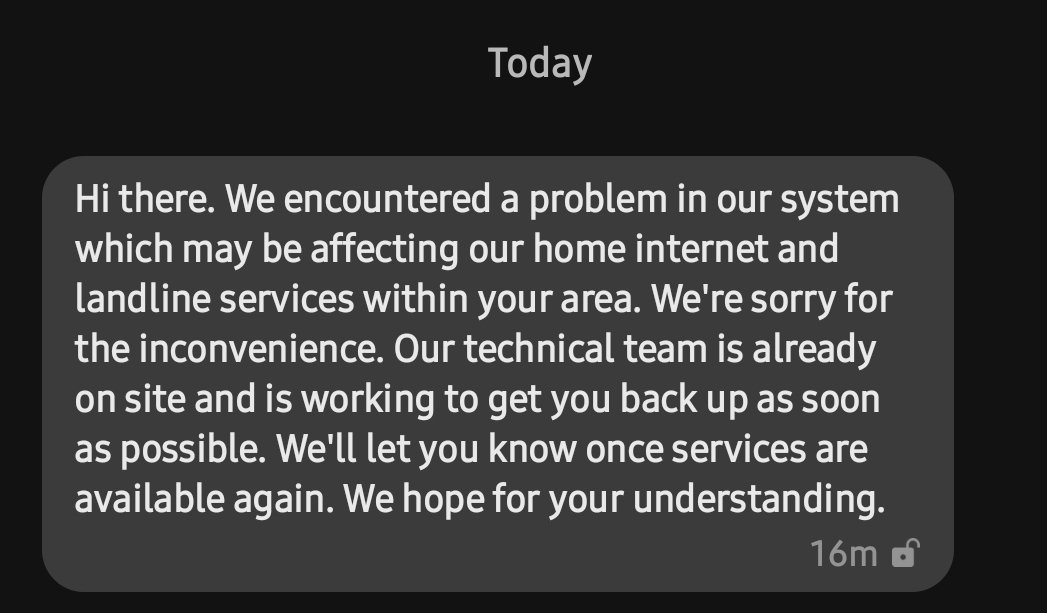 Today
Hi there. We encountered a problem in our system
which may be affecting our home internet and
landline services within your area. We're sorry for
the inconvenience. Our technical team is already
on site and is working to get you back up as soon
as possible. We'll let you know once services are
available again. We hope for your understanding.
16m